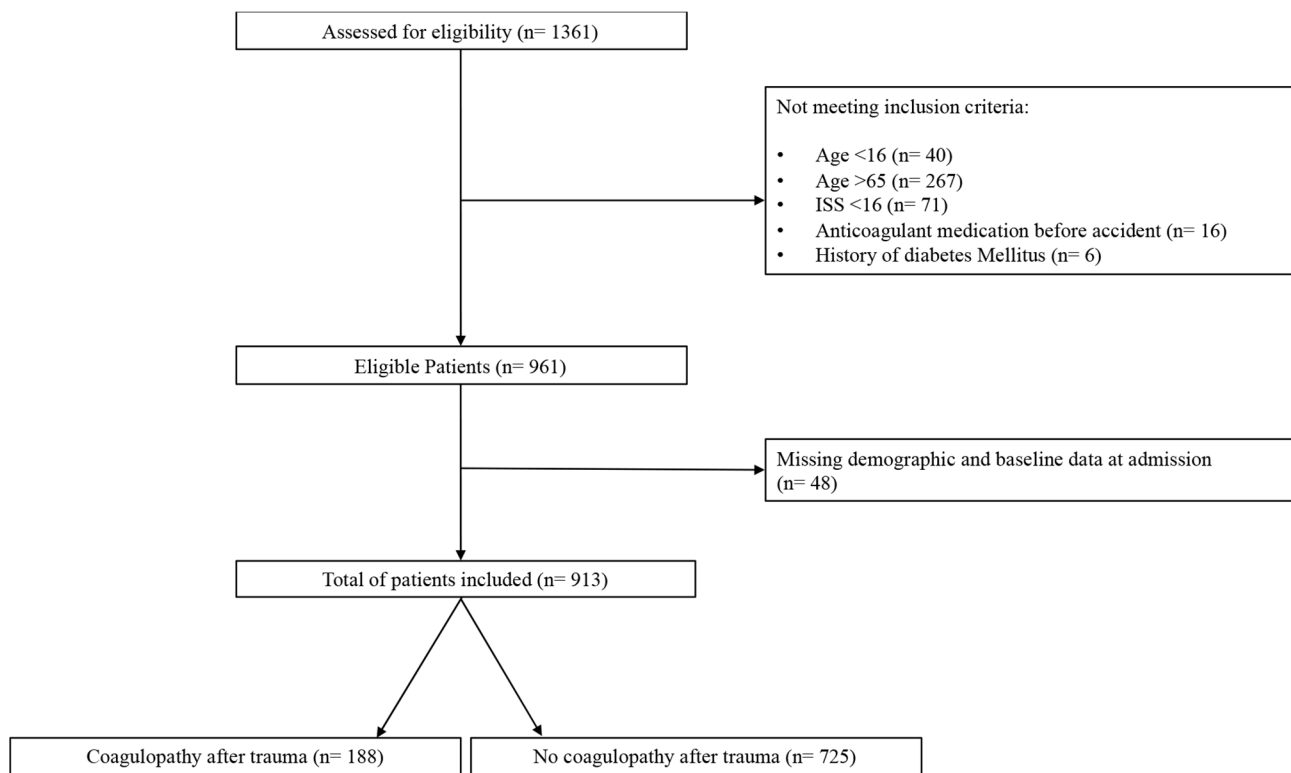 Assessed for eligibility (n= 1361)
Not meeting inclusion criteria:
• Age <16 (n= 40)
• Age >65 (n= 267)
• ISS <16 (n= 71)
• Anticoagulant medication before accident (n= 16)
• History of diabetes Mellitus (n= 6)
Eligible Patients (n= 961)
Missing demographic and baseline data at admission
(n= 48)
Total of patients included (n= 913)
Coagulopathy after trauma (n= 188)
No coagulopathy after trauma (n= 725)